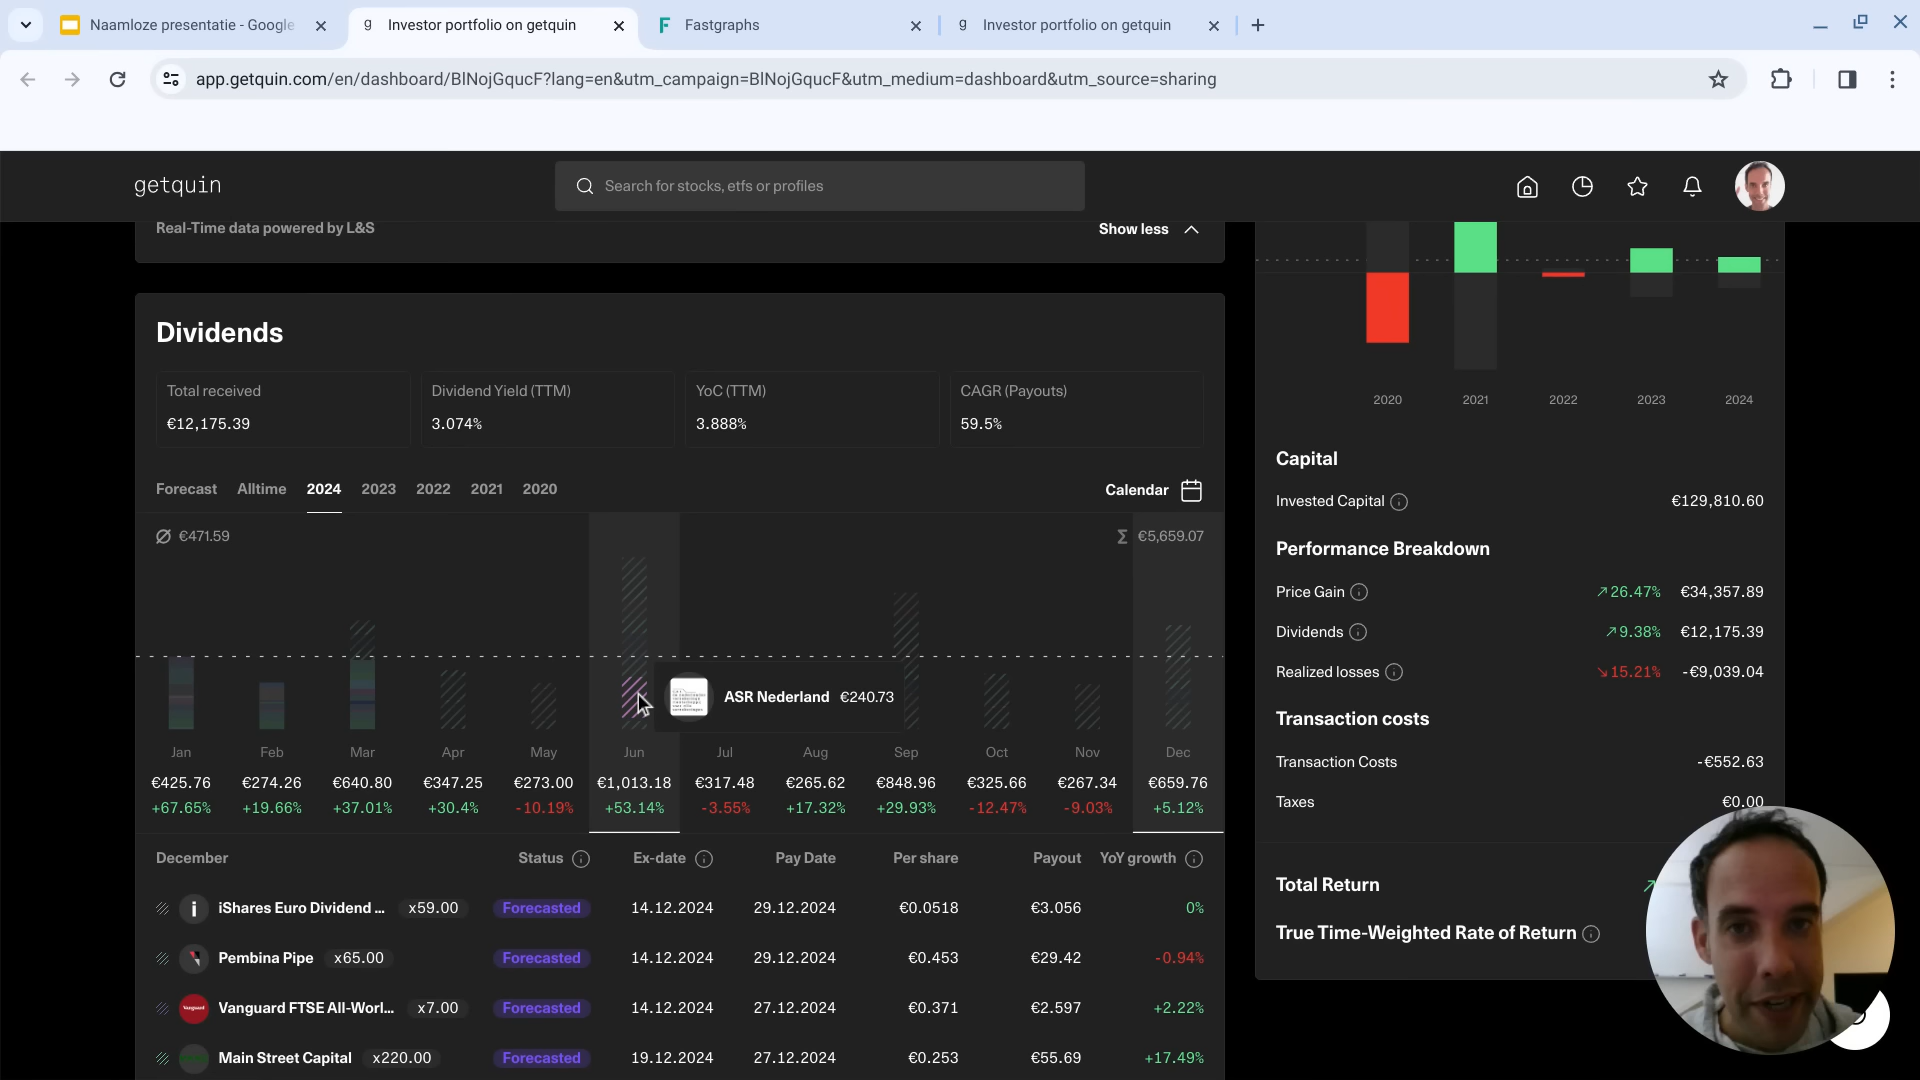 Naamloze presentatie - Google
Investor portfolio on getquin
Fastgraphs
Investor portfolio on getquin
app.getquin.com/en/dashboard/BlNojGqucF?lang=en&utm_campaign=BlNojGqucF&utm_medium=dashboard&utm_source=sharing
getquin
Search for stocks, etfs or profiles
Real-Time data powered by L&S
Show less
Dividends
Total received
€12,175.39
Dividend Yield (TTM)
3.074%
YoC (TTM)
3.888%
CAGR (Payouts)
59.5%
Forecast Alltime 2024 2023 2022 2021 2020
Calendar
Ø €471.59
Σ €5,659.07
ASR Nederland €240.73
Jan Feb Mar Apr May Jun Jul Aug Sep Oct Nov Dec
€425.76 €274.26 €640.80 €347.25 €273.00 €1,013.18 €317.48 €265.62 €848.96 €325.66 €267.34 €659.76
+67.65% +19.66% +37.01% +30.4% -10.19% +53.14% -3.55% +17.32% +29.93% -12.47% -9.03% +5.12%
December Status Ex-date Pay Date Per share Payout YoY growth
iShares Euro Dividend ... x59.00 Forecasted 14.12.2024 29.12.2024 €0.0518 €3.056 0%
Pembina Pipe x65.00 Forecasted 14.12.2024 29.12.2024 €0.453 €29.42 -0.94%
Vanguard FTSE All-Worl... x7.00 Forecasted 14.12.2024 27.12.2024 €0.371 €2.597 +2.22%
Main Street Capital x220.00 Forecasted 19.12.2024 27.12.2024 €0.253 €55.69 +17.49%
2020 2021 2022 2023 2024
Capital
Invested Capital €129,810.60
Performance Breakdown
Price Gain 26.47% €34,357.89
Dividends 9.38% €12,175.39
Realized losses 15.21% -€9,039.04
Transaction costs
Transaction Costs -€552.63
Taxes €0.00
Total Return
True Time-Weighted Rate of Return